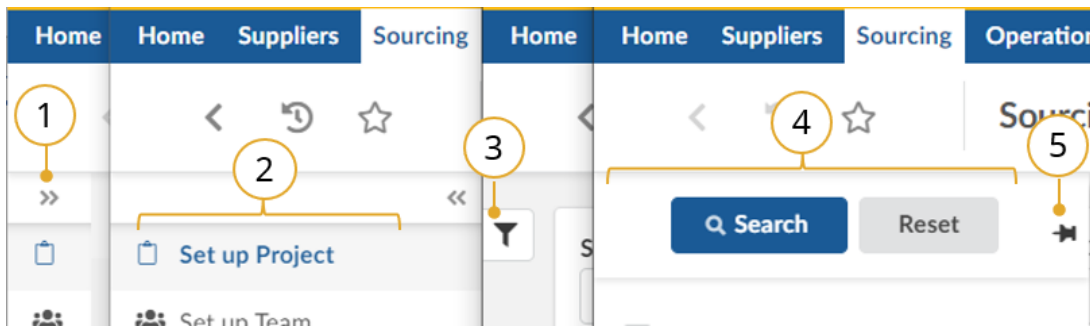 Home
Home Suppliers Sourcing
Home
Home Suppliers Sourcing Operation
1
2
3
4
5
Sourci
Set up Project
Set up Team
S
Search Reset